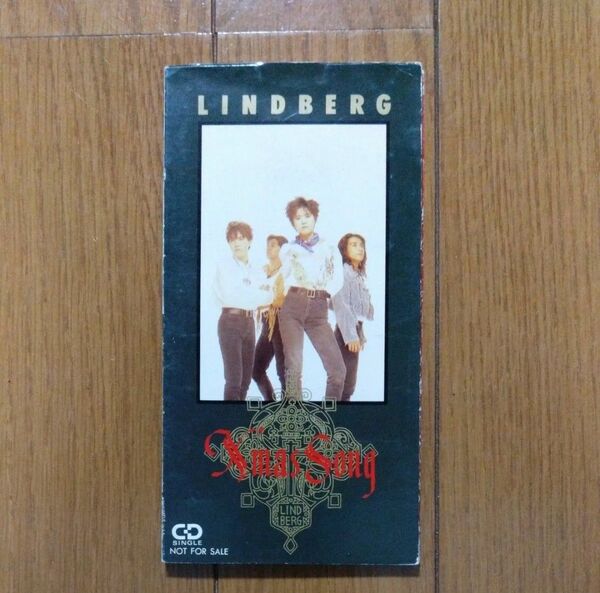 LINDBERG
X'mas Song
LIND
BERG
CD
SINGLE
NOT FOR SALE